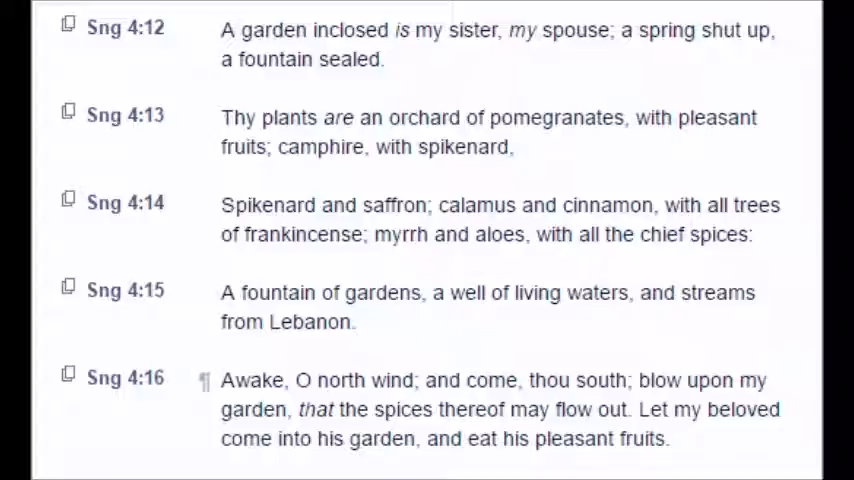 Sng 4:12 A garden inclosed is my sister, my spouse; a spring shut up,
a fountain sealed.
Sng 4:13 Thy plants are an orchard of pomegranates, with pleasant
fruits; camphire, with spikenard,
Sng 4:14 Spikenard and saffron; calamus and cinnamon, with all trees
of frankincense; myrrh and aloes, with all the chief spices:
Sng 4:15 A fountain of gardens, a well of living waters, and streams
from Lebanon.
Sng 4:16 ¶ Awake, O north wind; and come, thou south; blow upon my
garden, that the spices thereof may flow out. Let my beloved
come into his garden, and eat his pleasant fruits.